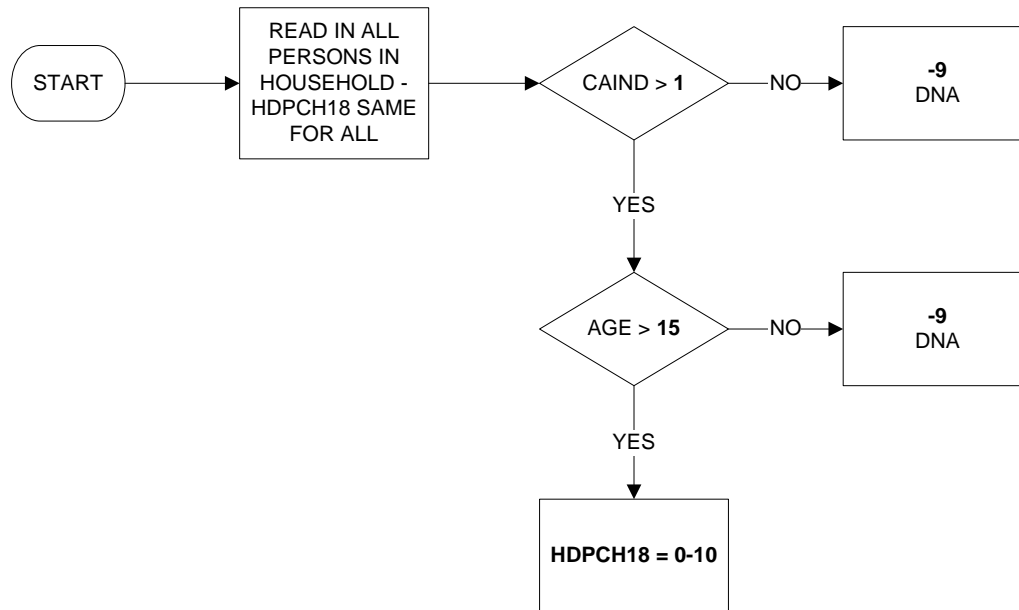 START
READ IN ALL
PERSONS IN
HOUSEHOLD -
HDPCH18 SAME
FOR ALL
CAIND > 1
NO
-9
DNA
YES
AGE > 15
NO
-9
DNA
YES
HDPCH18 = 0-10